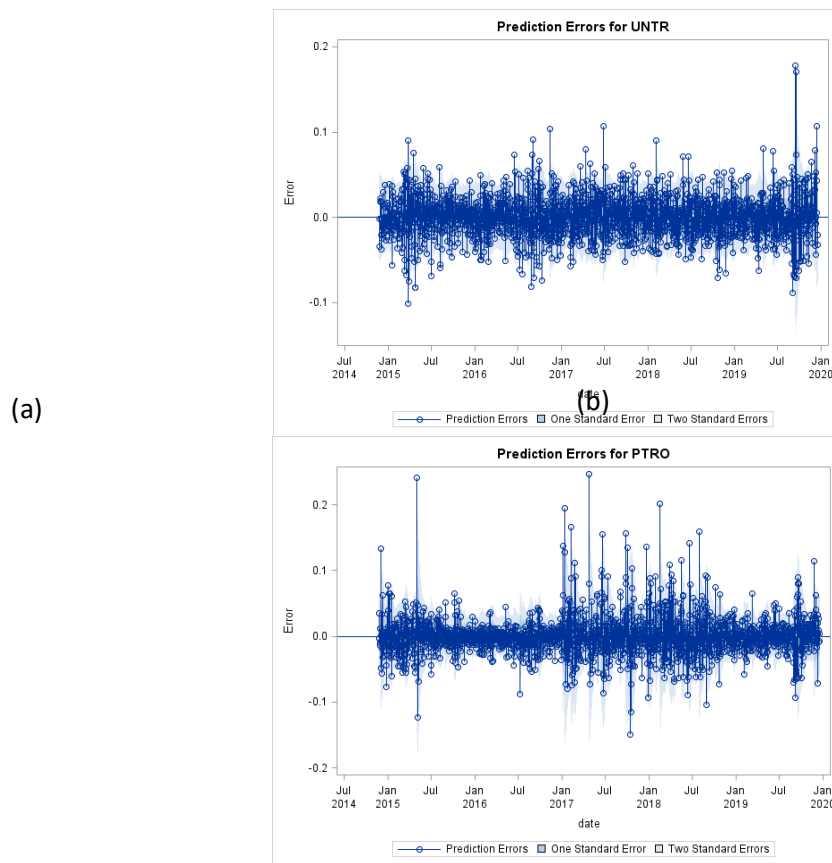 Prediction Errors for UNTR
0.2
0.1
0.0
-0.1
Error
Jul Jan Jul Jan Jul Jan Jul Jan Jul Jan Jul Jan
2014 2015 2016 2017 2018 2019 2020
date
(a)
(b)
Prediction Errors One Standard Error Two Standard Errors
Prediction Errors for PTRO
0.2
0.1
0.0
-0.1
-0.2
Error
Jul Jan Jul Jan Jul Jan Jul Jan Jul Jan Jul Jan
2014 2015 2016 2017 2018 2019 2020
date
Prediction Errors One Standard Error Two Standard Errors